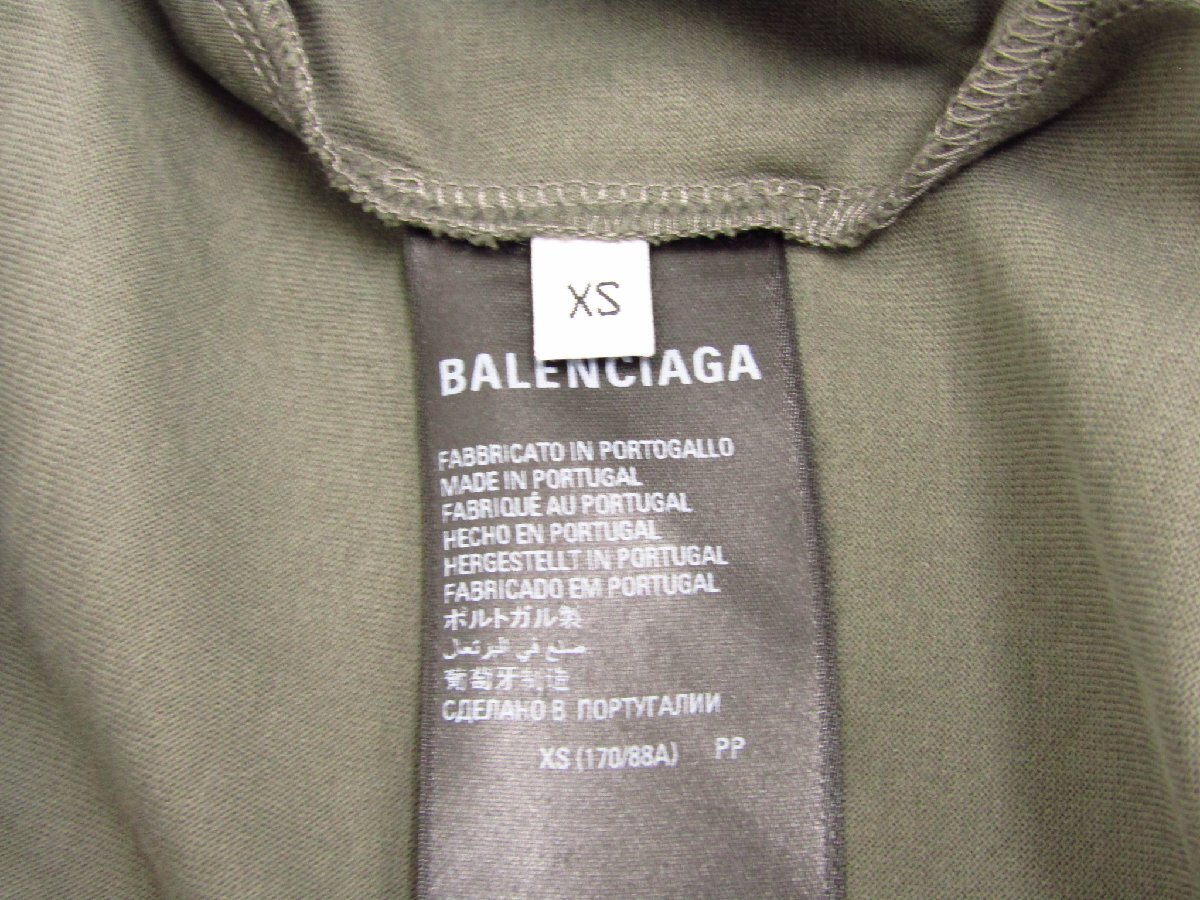 XS
BALENCIAGA
FABBRICATO IN PORTOGALLO
MADE IN PORTUGAL
FABRIQUÉ AU PORTUGAL
HECHO EN PORTUGAL
HERGESTELLT IN PORTUGAL
FABRICADO EM PORTUGAL
ポルトガル製
صنع في البرتغال
葡萄牙制造
СДЕЛАНО В ПОРТУГАЛИИ
XS (170/88A) PP